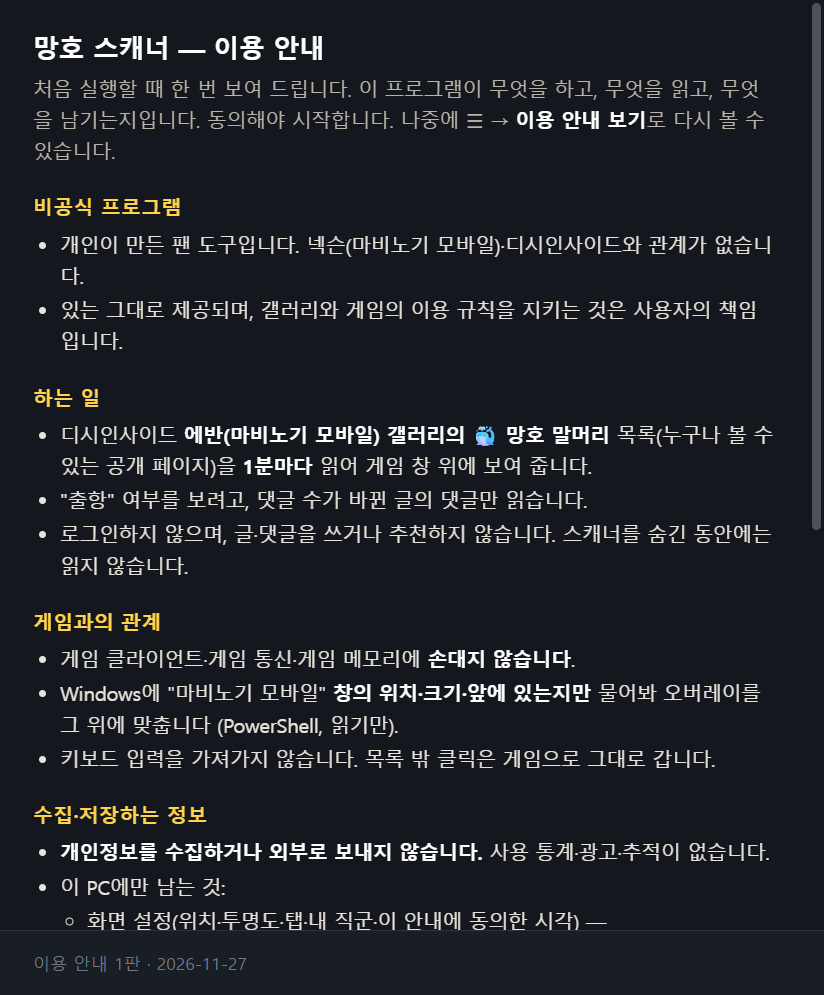 망호 스캐너 — 이용 안내
처음 실행할 때 한 번 보여 드립니다. 이 프로그램이 무엇을 하고, 무엇을 읽고, 무엇
을 남기는지입니다. 동의해야 시작합니다. 나중에 ☰ → 이용 안내 보기로 다시 볼 수
있습니다.
비공식 프로그램
• 개인이 만든 팬 도구입니다. 넥슨(마비노기 모바일)·디시인사이드와 관계가 없습니
다.
• 있는 그대로 제공되며, 갤러리와 게임의 이용 규칙을 지키는 것은 사용자의 책임
입니다.
하는 일
• 디시인사이드 에반(마비노기 모바일) 갤러리의 🐳 망호 말머리 목록(누구나 볼 수
있는 공개 페이지)을 1분마다 읽어 게임 창 위에 보여 줍니다.
• "출항" 여부를 보려고, 댓글 수가 바뀐 글의 댓글만 읽습니다.
• 로그인하지 않으며, 글·댓글을 쓰거나 추천하지 않습니다. 스캐너를 숨긴 동안에는
읽지 않습니다.
게임과의 관계
• 게임 클라이언트·게임 통신·게임 메모리에 손대지 않습니다.
• Windows에 "마비노기 모바일" 창의 위치·크기·앞에 있는지만 물어봐 오버레이를
그 위에 맞춥니다 (PowerShell, 읽기만).
• 키보드 입력을 가져가지 않습니다. 목록 밖 클릭은 게임으로 그대로 갑니다.
수집·저장하는 정보
• 개인정보를 수집하거나 외부로 보내지 않습니다. 사용 통계·광고·추적이 없습니다.
• 이 PC에만 남는 것:
◦ 화면 설정(위치·투명도·탭·내 직군·이 안내에 동의한 시각) —
이용 안내 1판 · 2026-11-27